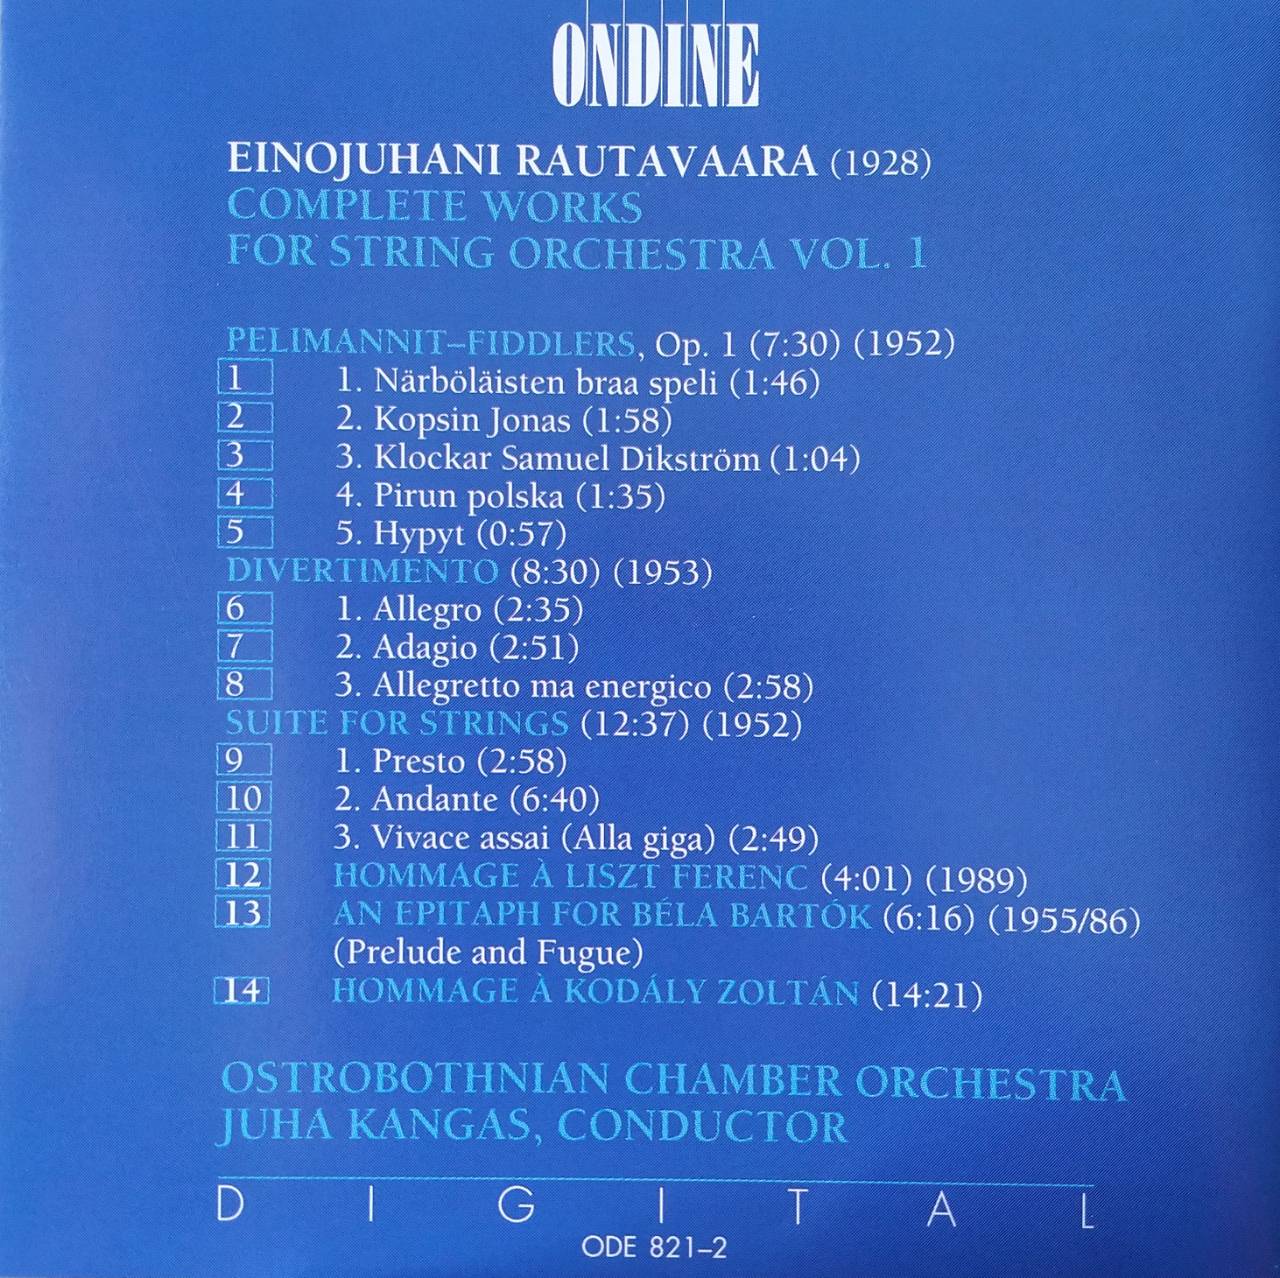 ONDINE
EINOJUHANI RAUTAVAARA (1928)
COMPLETE WORKS
FOR STRING ORCHESTRA VOL. 1
PELIMANNIT–FIDDLERS, Op. 1 (7:30) (1952)
1 1. Närböläisten braa speli (1:46)
2 2. Kopsin Jonas (1:58)
3 3. Klockar Samuel Dikström (1:04)
4 4. Pirun polska (1:35)
5 5. Hypyt (0:57)
DIVERTIMENTO (8:30) (1953)
6 1. Allegro (2:35)
7 2. Adagio (2:51)
8 3. Allegretto ma energico (2:58)
SUITE FOR STRINGS (12:37) (1952)
9 1. Presto (2:58)
10 2. Andante (6:40)
11 3. Vivace assai (Alla giga) (2:49)
12 HOMMAGE À LISZT FERENC (4:01) (1989)
13 AN EPITAPH FOR BÉLA BARTÓK (6:16) (1955/86)
(Prelude and Fugue)
14 HOMMAGE À KODÁLY ZOLTÁN (14:21)
OSTROBOTHNIAN CHAMBER ORCHESTRA
JUHA KANGAS, CONDUCTOR
DIGITAL
ODE 821–2